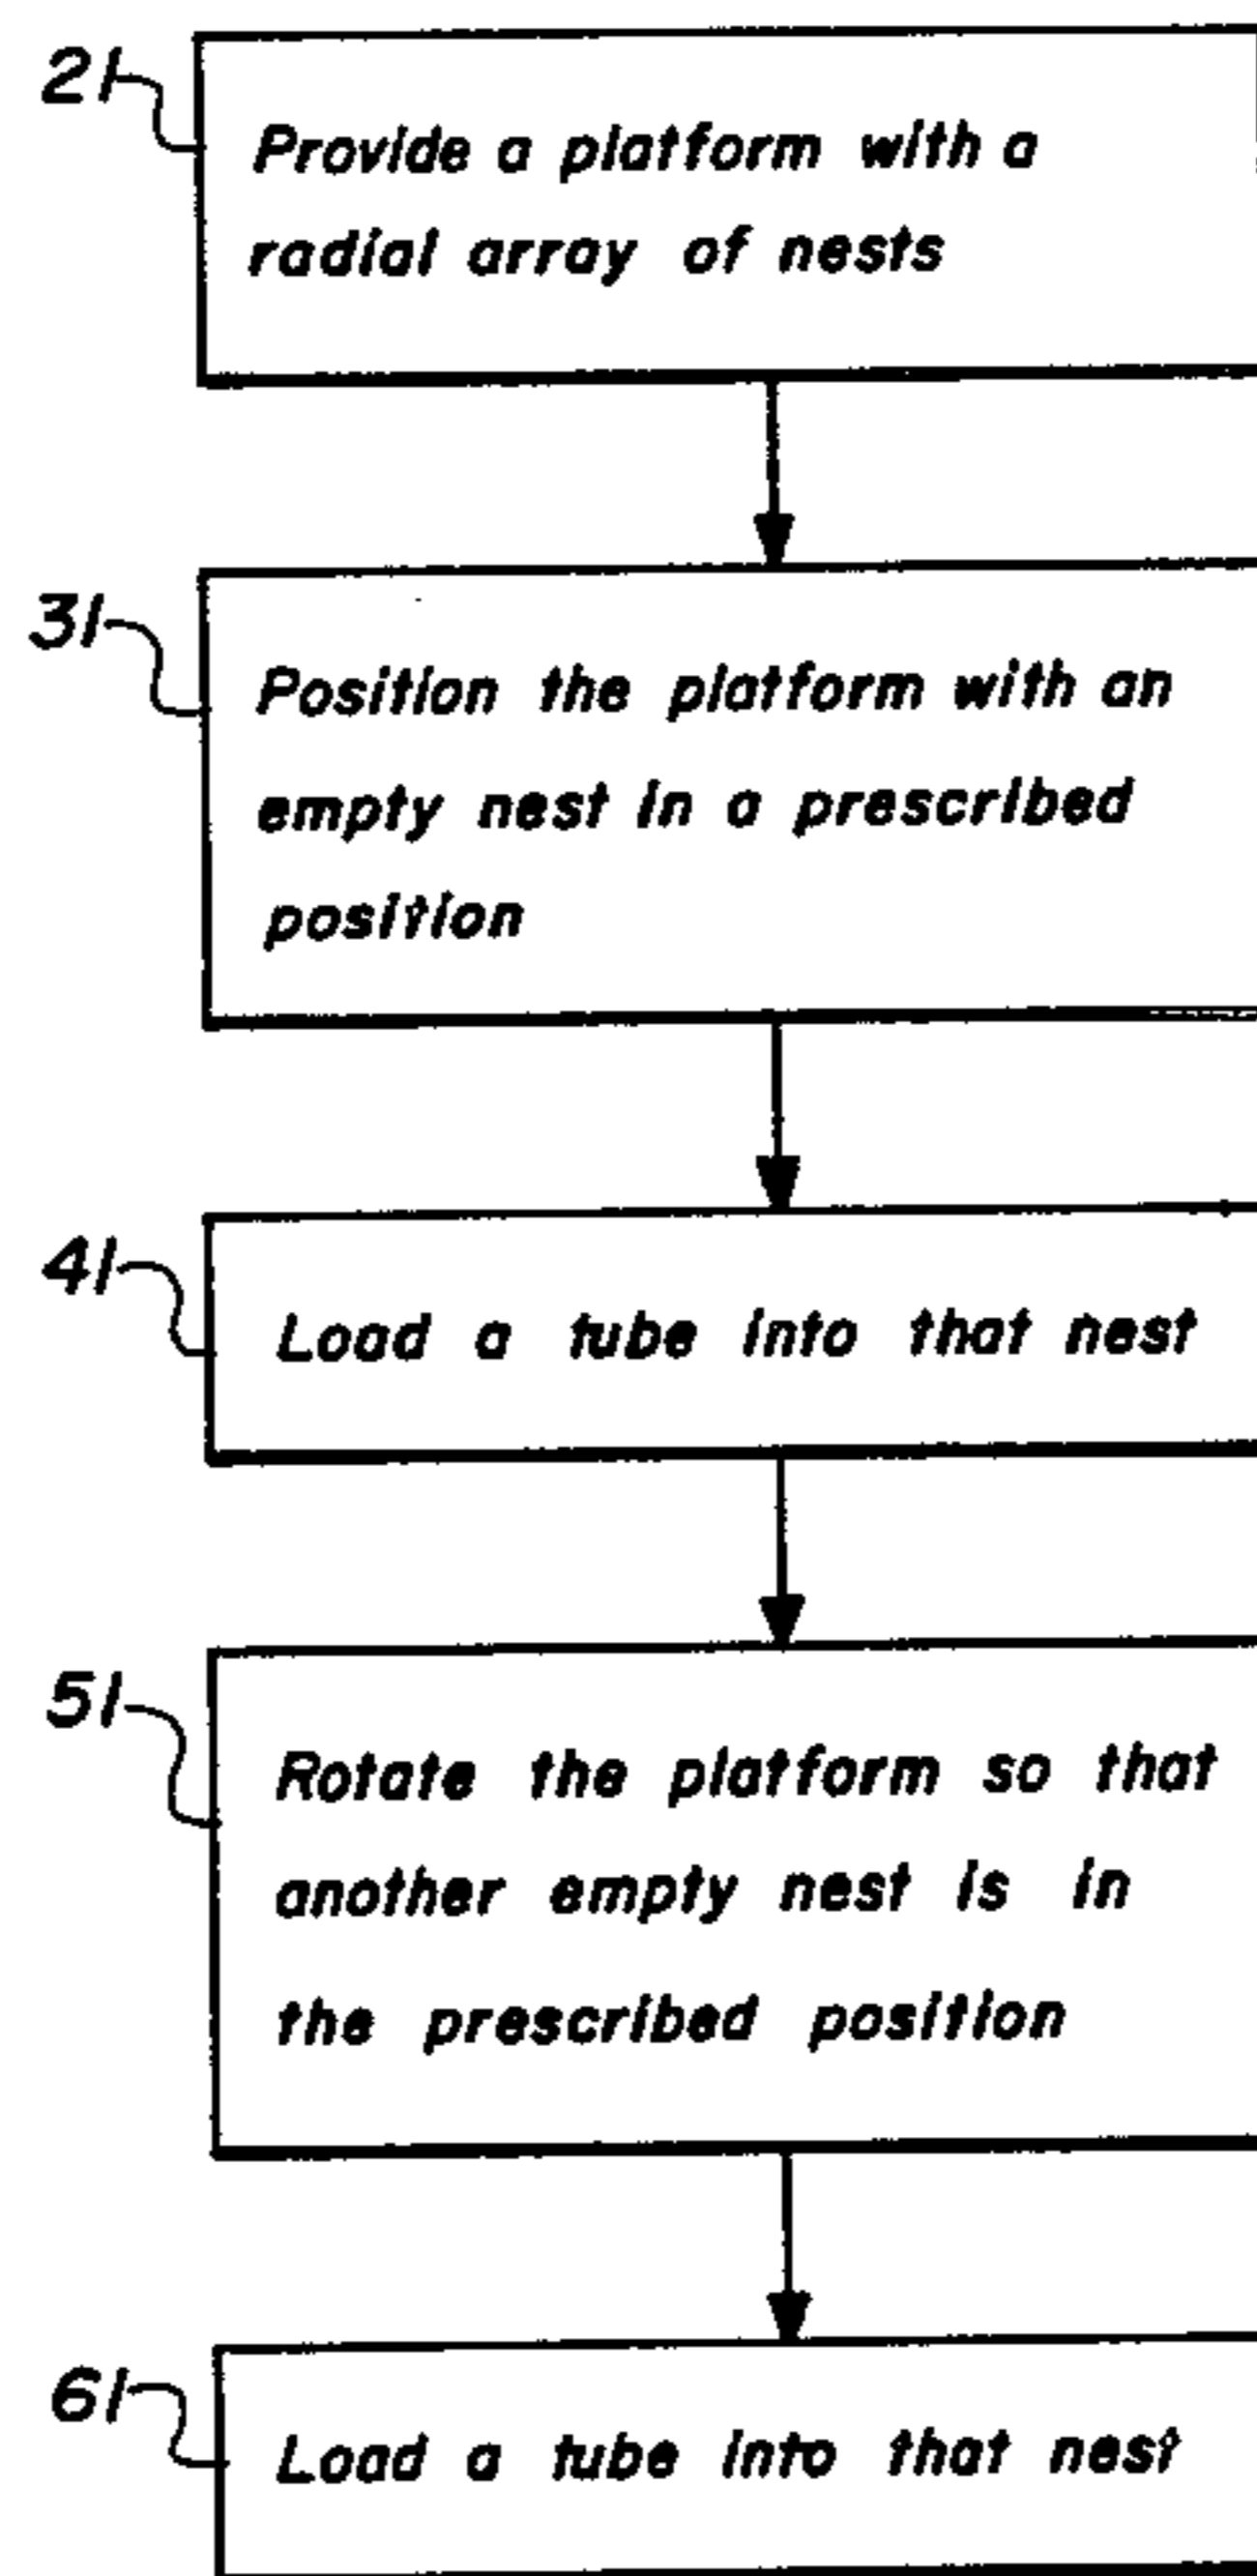 21
Provide a platform with a
radial array of nests
31
Position the platform with an
empty nest in a prescribed
position
41
Load a tube into that nest
51
Rotate the platform so that
another empty nest is in
the prescribed position
61
Load a tube into that nest